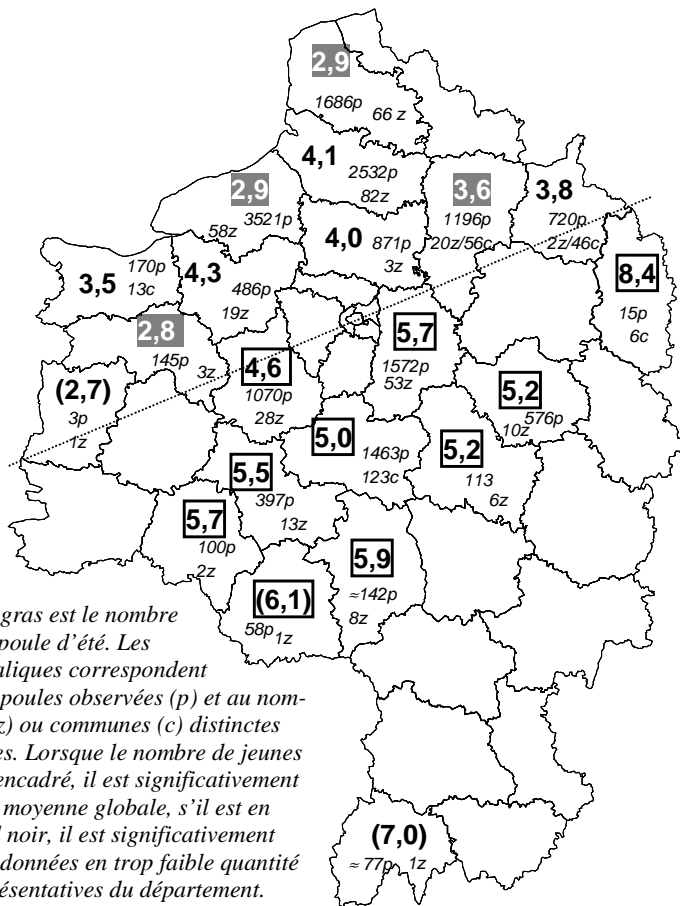 2,9
1686p 66 z
4,1
2532p
82z
2,9
3521p
58z
3,6
1196p
20z/56c
3,8
720p
2z/46c
4,0 871p
3z
3,5 170p
13c
4,3
486p
19z
8,4
15p
6c
2,8
145p 3z
5,7
1572p
53z
4,6
1070p
28z
(2,7)
3p
1z
5,2
576p
10z
5,0 1463p
123c
5,2
113
6z
5,5
397p
13z
5,7
100p
2z
5,9
≈142p
8z
(6,1)
58p 1z
gras est le nombre
poule d'été. Les
aliques correspondent
poules observées (p) et au nom-
z) ou communes (c) distinctes
es. Lorsque le nombre de jeunes
encadré, il est significativement
moyenne globale, s'il est en
noir, il est significativement
données en trop faible quantité
présentatives du département.
(7,0)
≈ 77p 1z